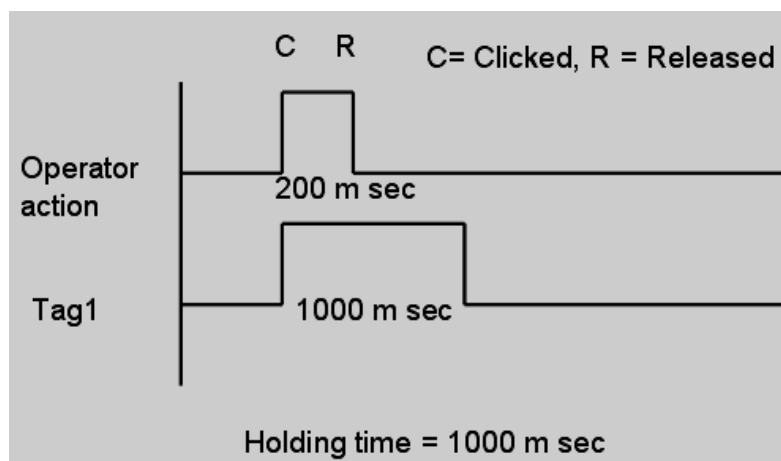 C R
C= Clicked, R = Released
Operator
action
200 m sec
Tag1
1000 m sec
Holding time = 1000 m sec